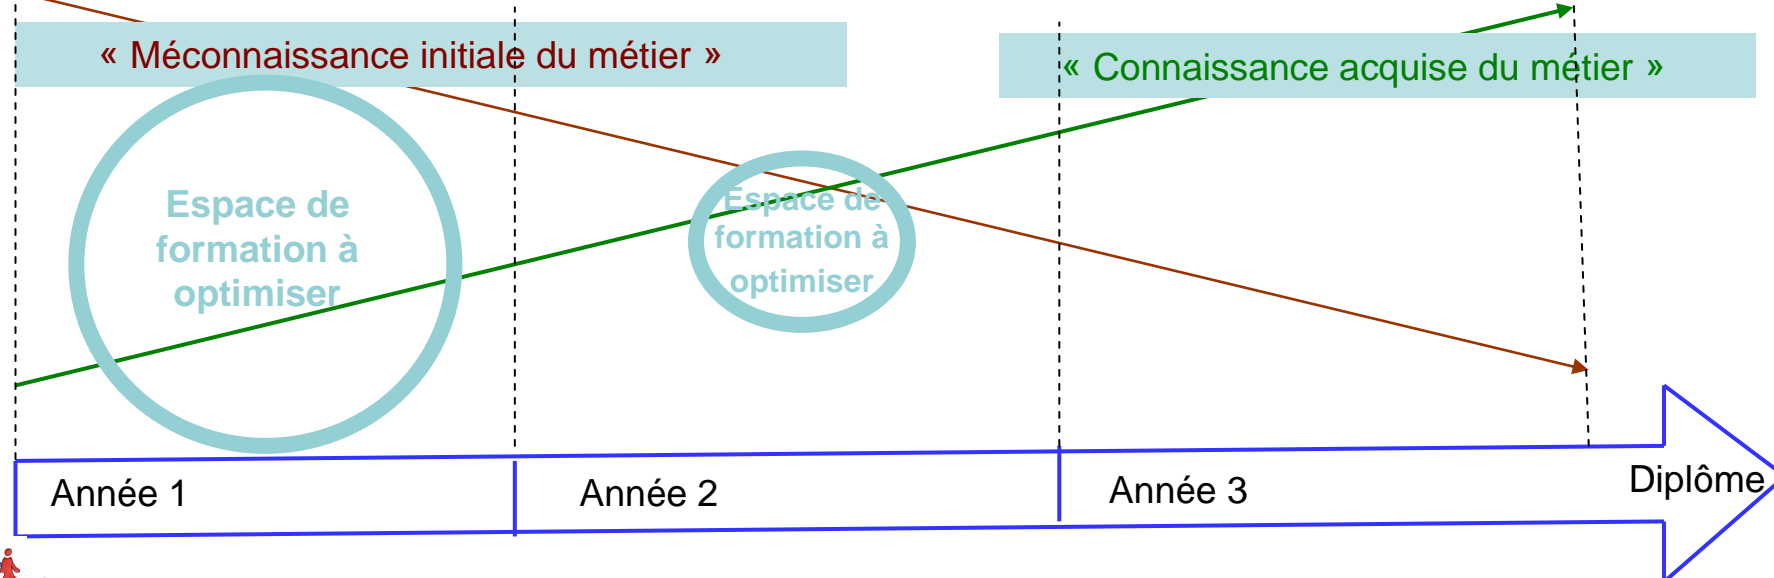 « Méconnaissance initiale du métier »
« Connaissance acquise du métier »
Espace de
formation à
optimiser
Espace de
formation à
optimiser
Année 1
Année 2
Année 3
Diplôme